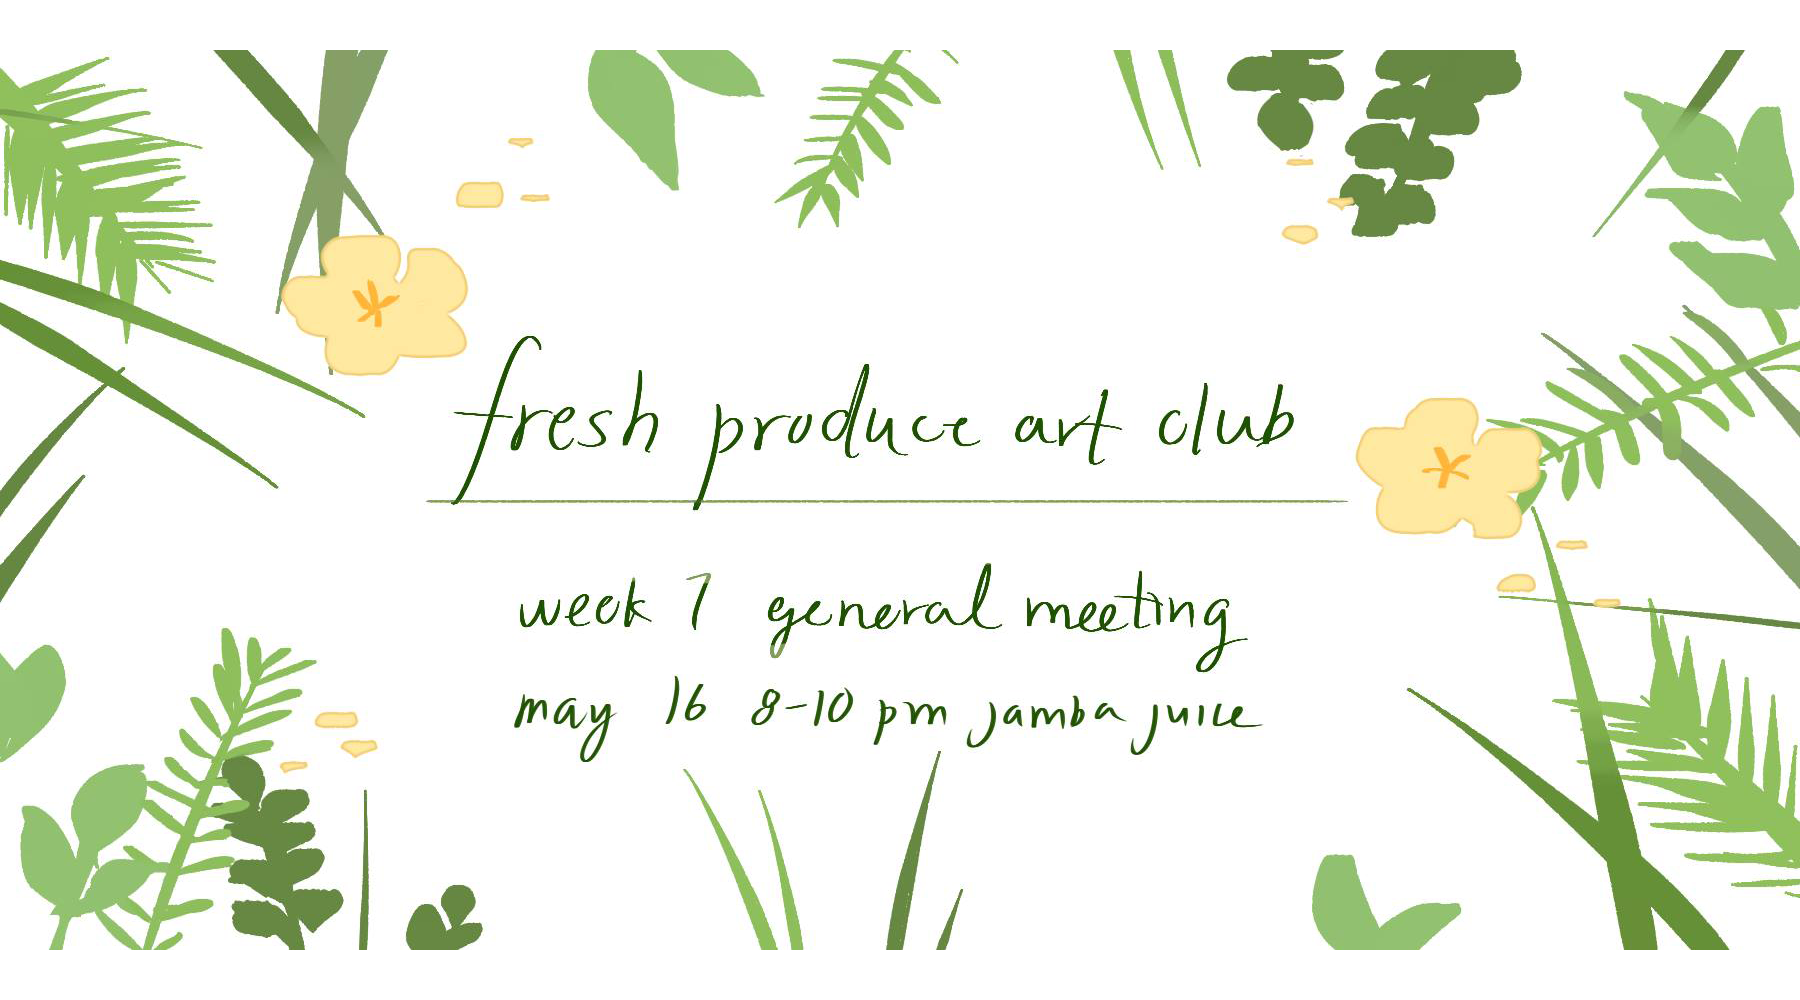 fresh produce art club
week 7 general meeting
may 16 8-10 pm jamba juice